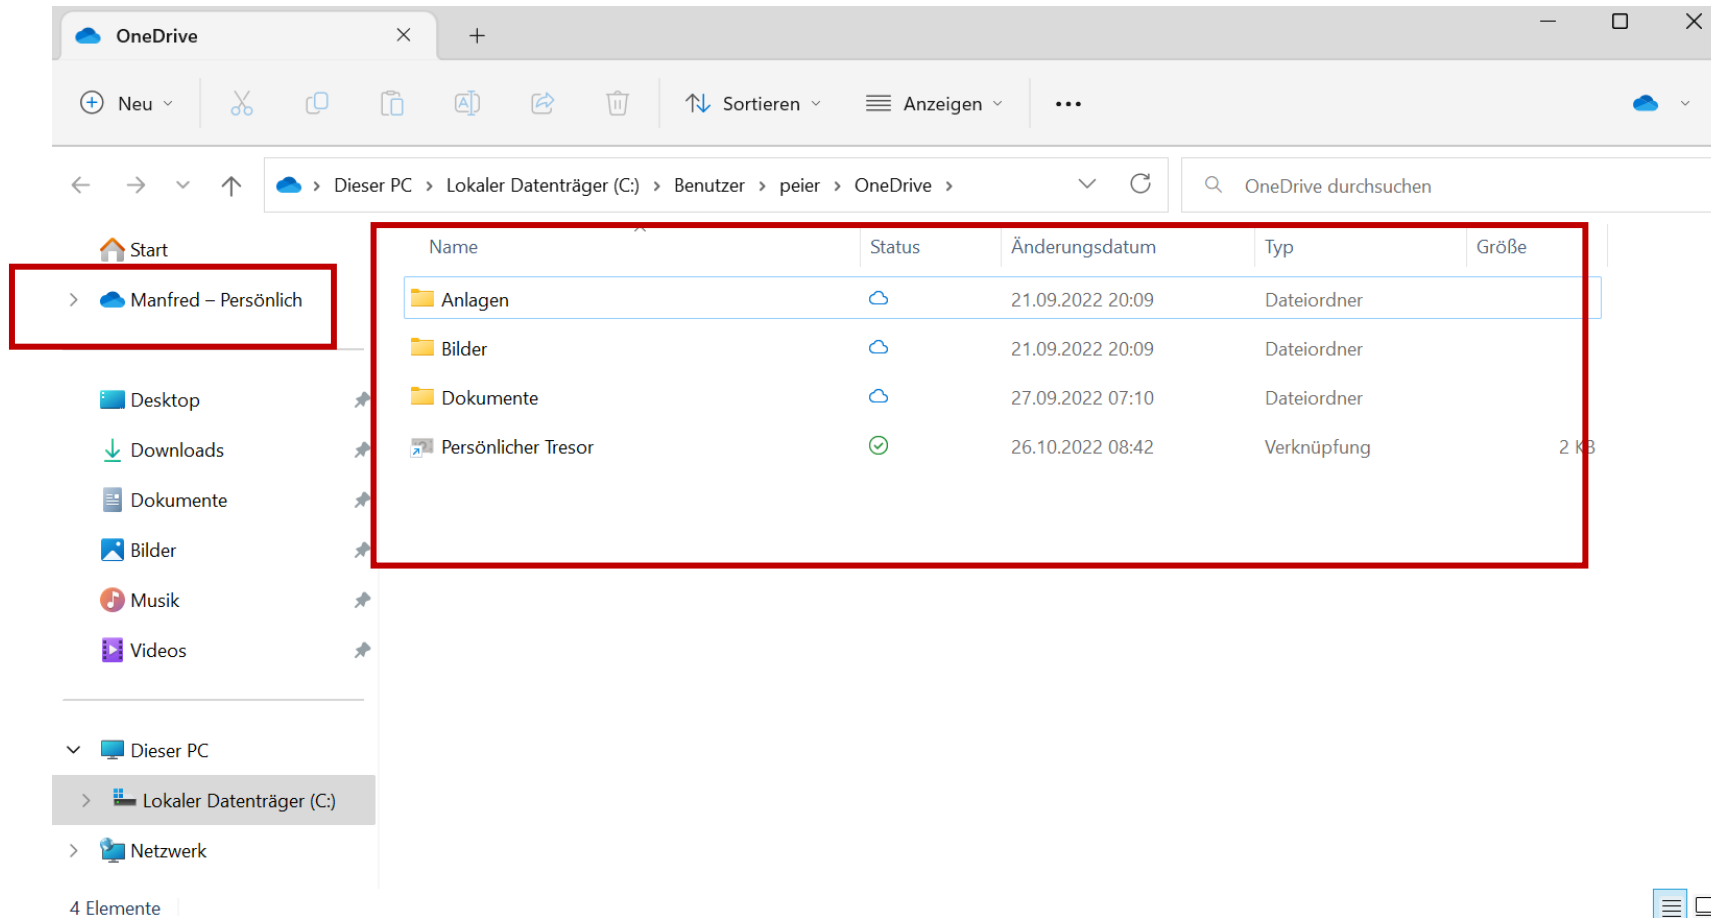 OneDrive
Neu Sortieren Anzeigen
Dieser PC Lokaler Datenträger (C:) Benutzer peier OneDrive OneDrive durchsuchen
Start
Manfred – Persönlich
Desktop
Downloads
Dokumente
Bilder
Musik
Videos
Dieser PC
Lokaler Datenträger (C:)
Netzwerk
Name Status Änderungsdatum Typ Größe
Anlagen 21.09.2022 20:09 Dateiordner
Bilder 21.09.2022 20:09 Dateiordner
Dokumente 27.09.2022 07:10 Dateiordner
Persönlicher Tresor 26.10.2022 08:42 Verknüpfung 2 KB
4 Elemente